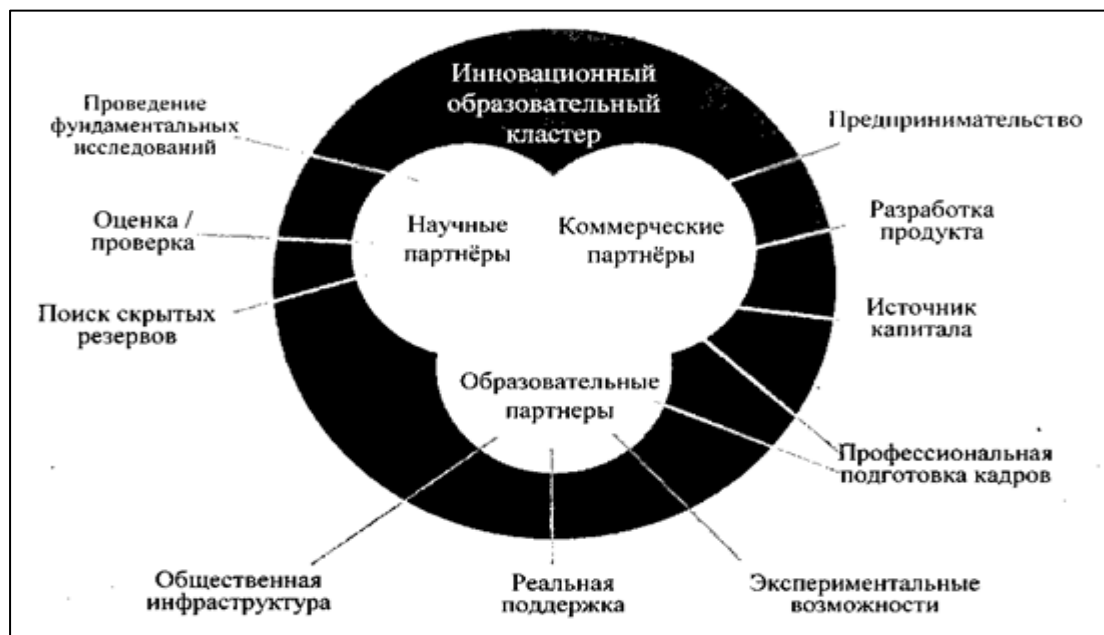 Инновационный
образовательный
кластер
Проведение
фундаментальных
исследований
Оценка /
проверка
Поиск скрытых
резервов
Научные
партнёры
Коммерческие
партнёры
Образовательные
партнеры
Предпринимательство
Разработка
продукта
Источник
капитала
Профессиональная
подготовка кадров
Общественная
инфраструктура
Реальная
поддержка
Экспериментальные
возможности